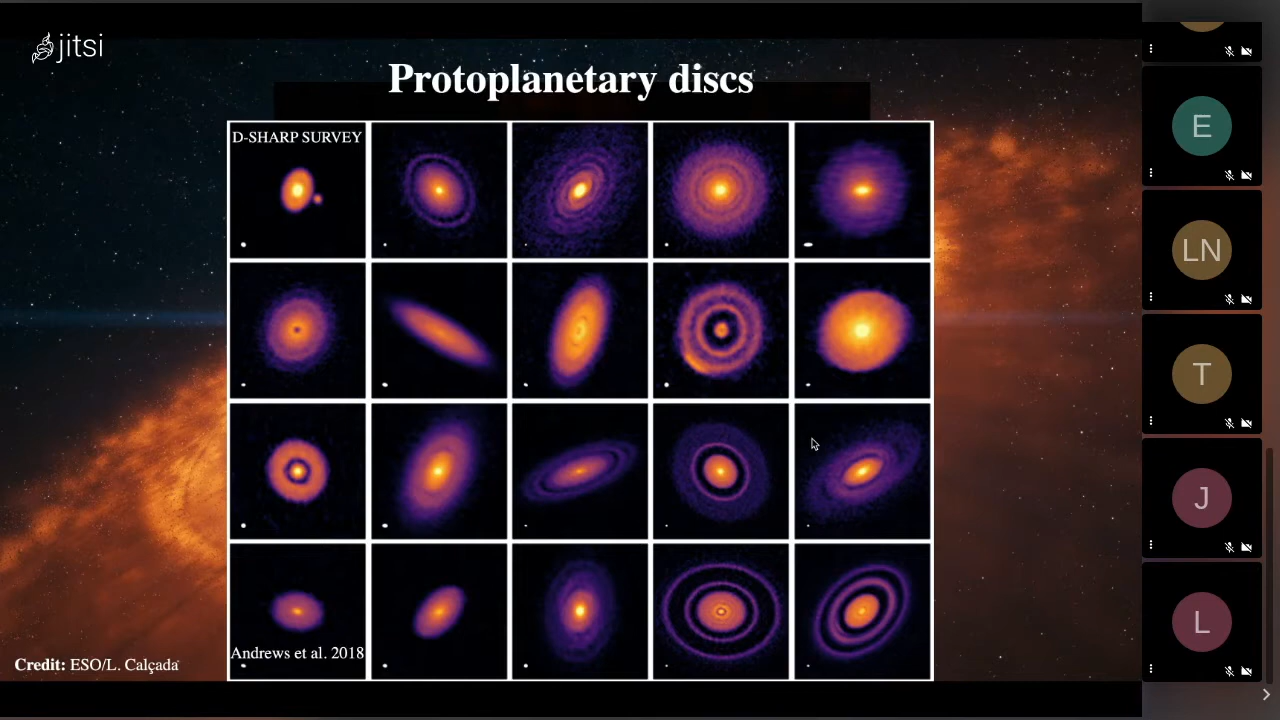 jitsi
Protoplanetary discs
D-SHARP SURVEY
Andrews et al. 2018
Credit: ESO/L. Calçada
E
LN
T
J
L